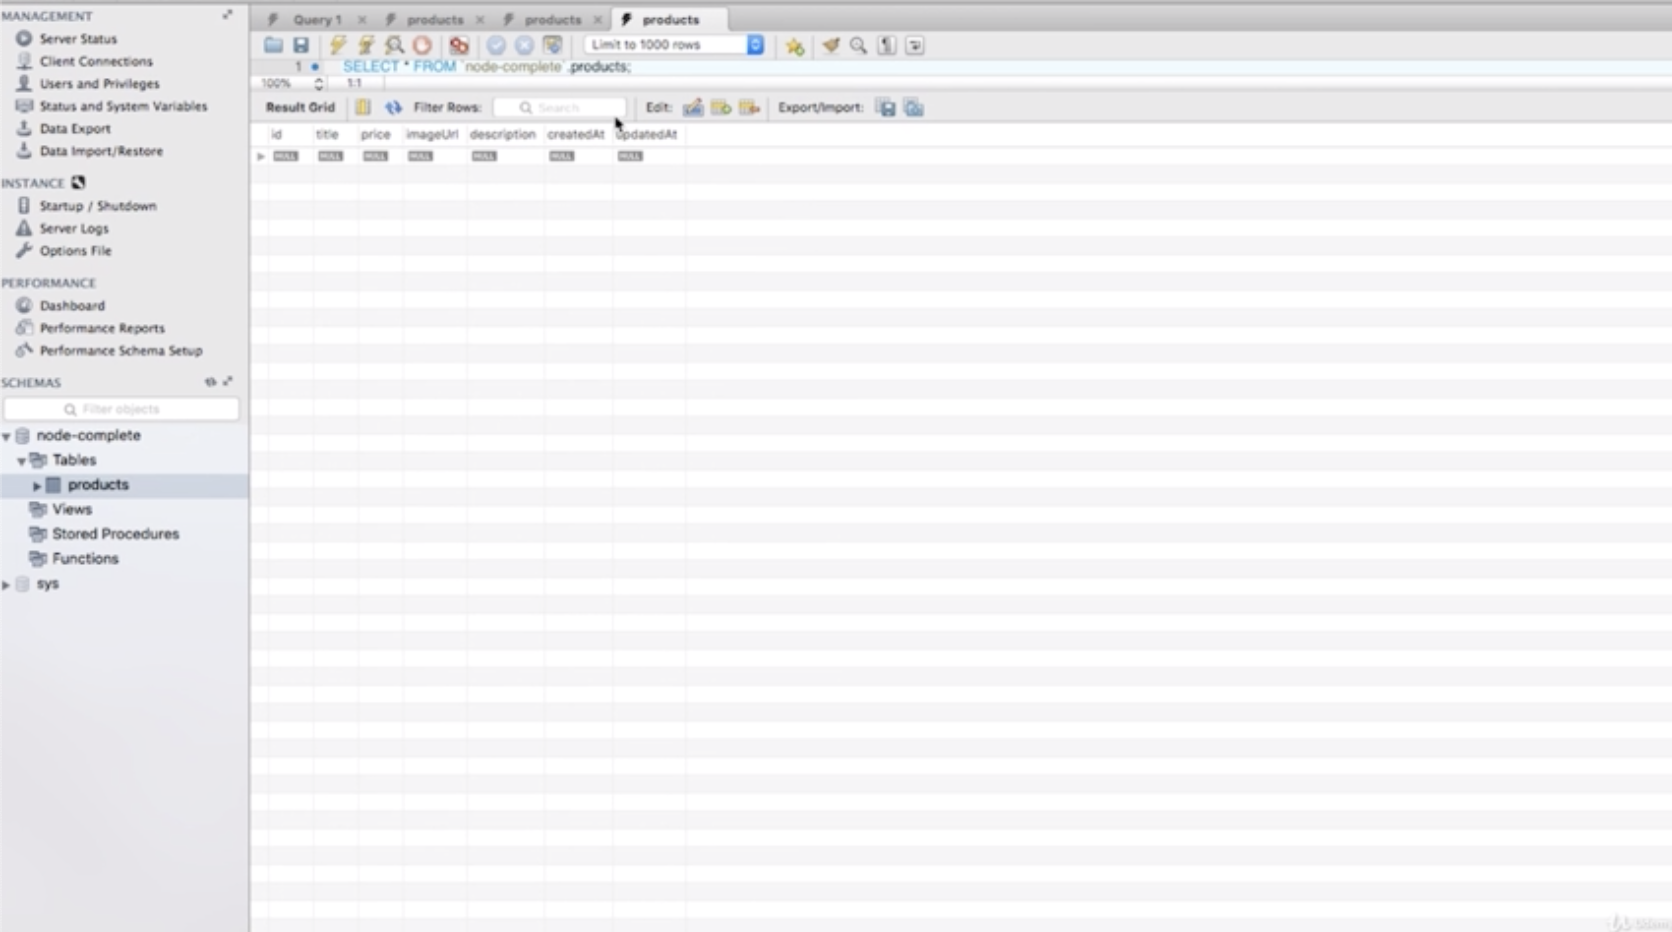 MANAGEMENT
Server Status
Client Connections
Users and Privileges
Status and System Variables
Data Export
Data Import/Restore
INSTANCE
Startup / Shutdown
Server Logs
Options File
PERFORMANCE
Dashboard
Performance Reports
Performance Schema Setup
SCHEMAS
Filter objects
node-complete
Tables
products
Views
Stored Procedures
Functions
sys
Query 1 products products products
Limit to 1000 rows
1 SELECT * FROM `node-complete`.products;
100% 1:1
Result Grid Filter Rows: Search Edit: Export/Import:
id title price imageUrl description createdAt updatedAt
NULL NULL NULL NULL NULL NULL NULL
Udemy